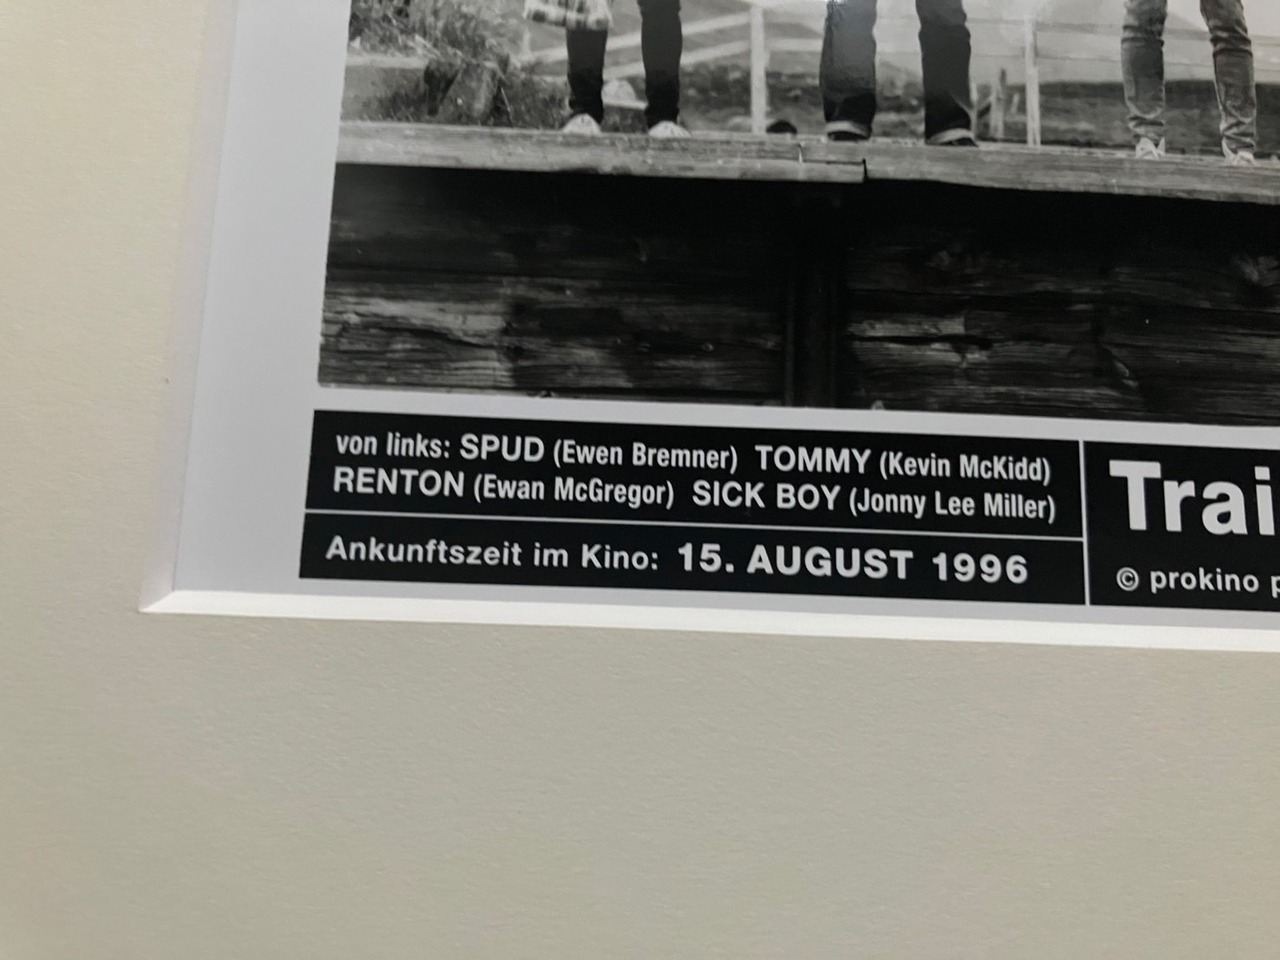 von links: SPUD (Ewen Bremner) TOMMY (Kevin McKidd)
RENTON (Ewan McGregor) SICK BOY (Jonny Lee Miller)
Ankunftszeit im Kino: 15. AUGUST 1996
Trai
© prokino p